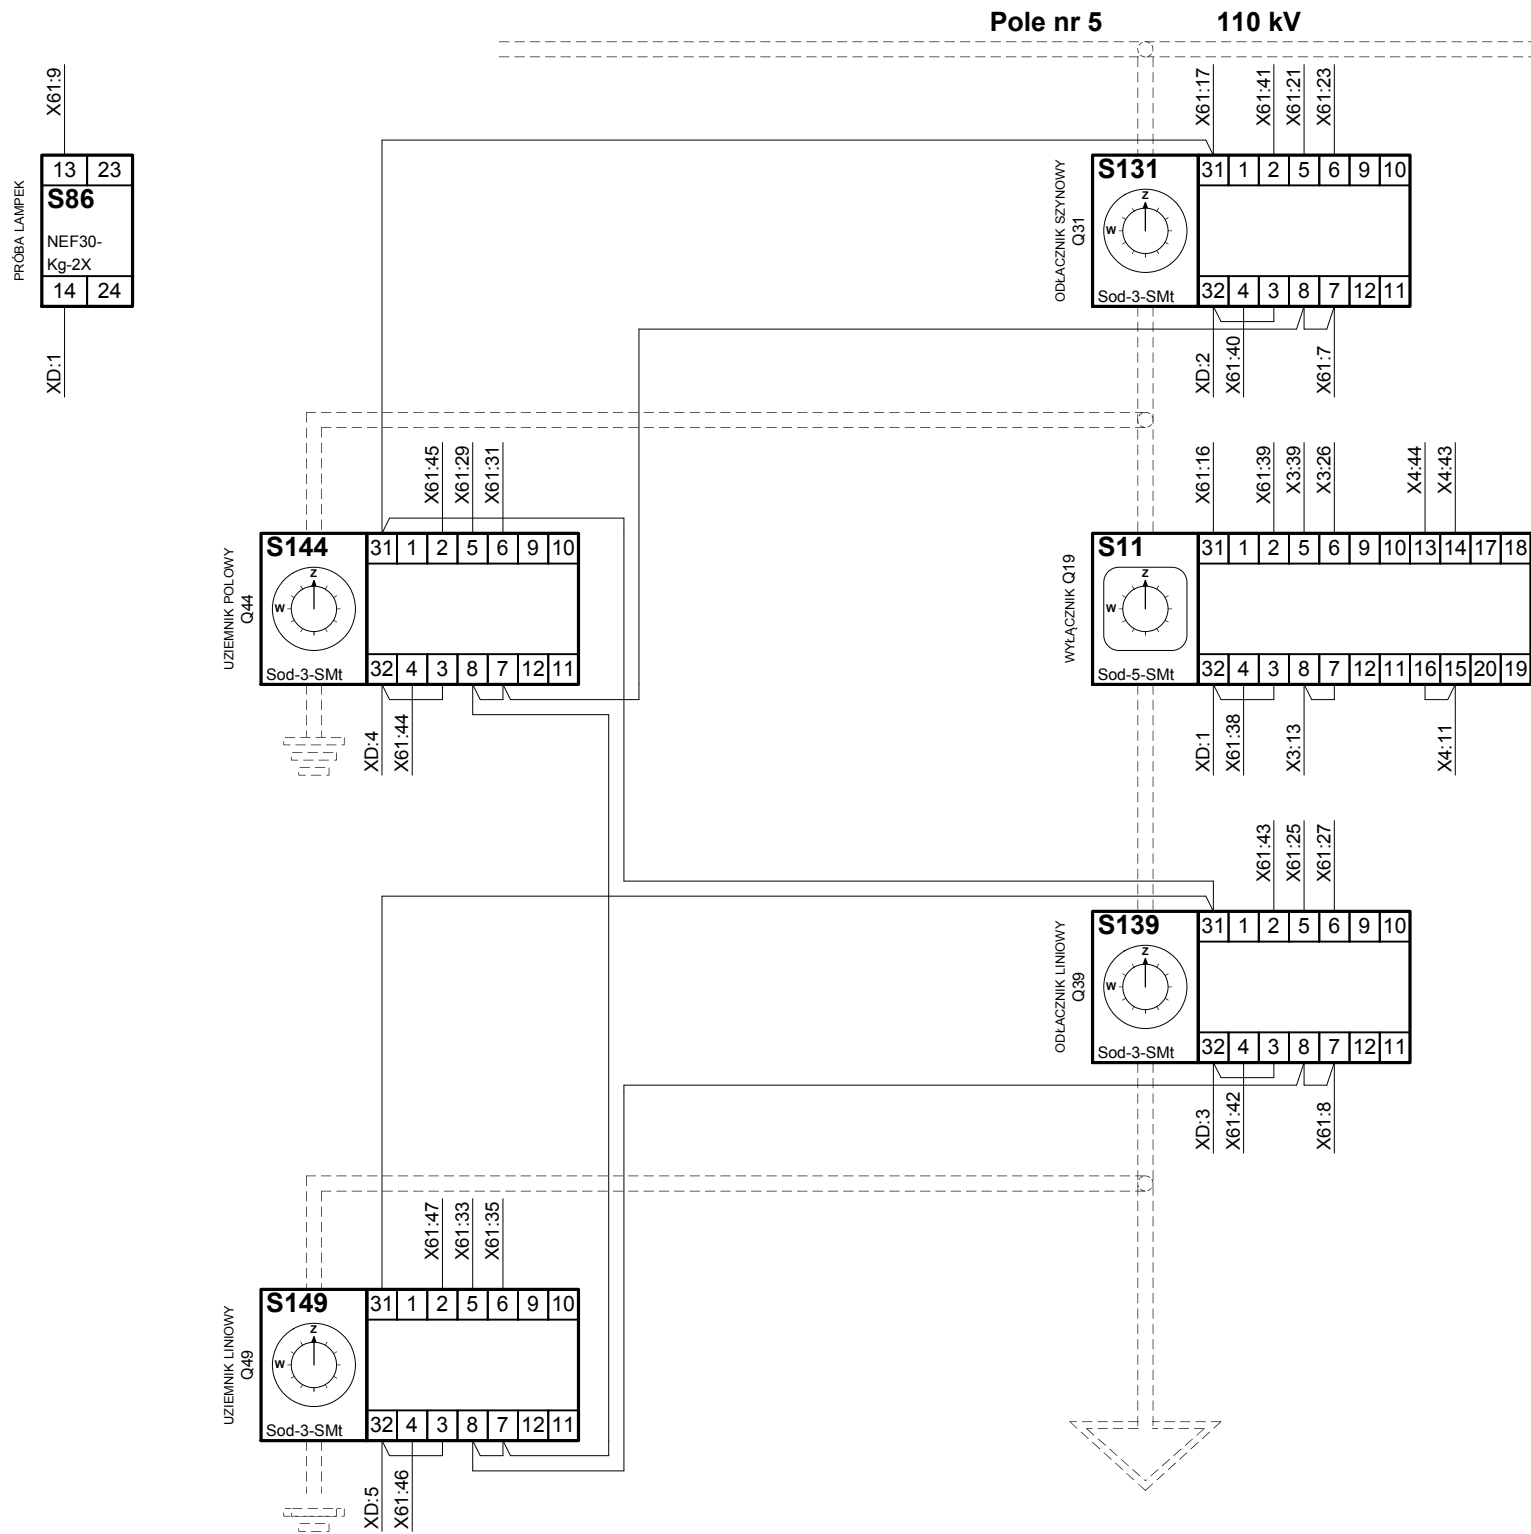 Pole nr 5 110 kV
X61:9
13 23
S86
NEF30-
Kg-2X
14 24
PRÓBA LAMPEK
XD:1
X61:17 X61:41 X61:21 X61:23
ODŁACZNIK SZYNOWY
Q31
S131 31 1 2 5 6 9 10
Z
W
Sod-3-SMt 32 4 3 8 7 12 11
XD:2 X61:40 X61:7
X61:45 X61:29 X61:31
UZIEMNIK POLOWY
Q44
S144 31 1 2 5 6 9 10
Z
W
Sod-3-SMt 32 4 3 8 7 12 11
XD:4 X61:44
X61:16 X61:39 X3:39 X3:26 X4:44 X4:43
WYŁĄCZNIK Q19
S11 31 1 2 5 6 9 10 13 14 17 18
Z
W
Sod-5-SMt 32 4 3 8 7 12 11 16 15 20 19
XD:1 X61:38 X3:13 X4:11
X61:43 X61:25 X61:27
ODŁACZNIK LINIOWY
Q39
S139 31 1 2 5 6 9 10
Z
W
Sod-3-SMt 32 4 3 8 7 12 11
XD:3 X61:42 X61:8
X61:47 X61:33 X61:35
UZIEMNIK LINIOWY
Q49
S149 31 1 2 5 6 9 10
Z
W
Sod-3-SMt 32 4 3 8 7 12 11
XD:5 X61:46